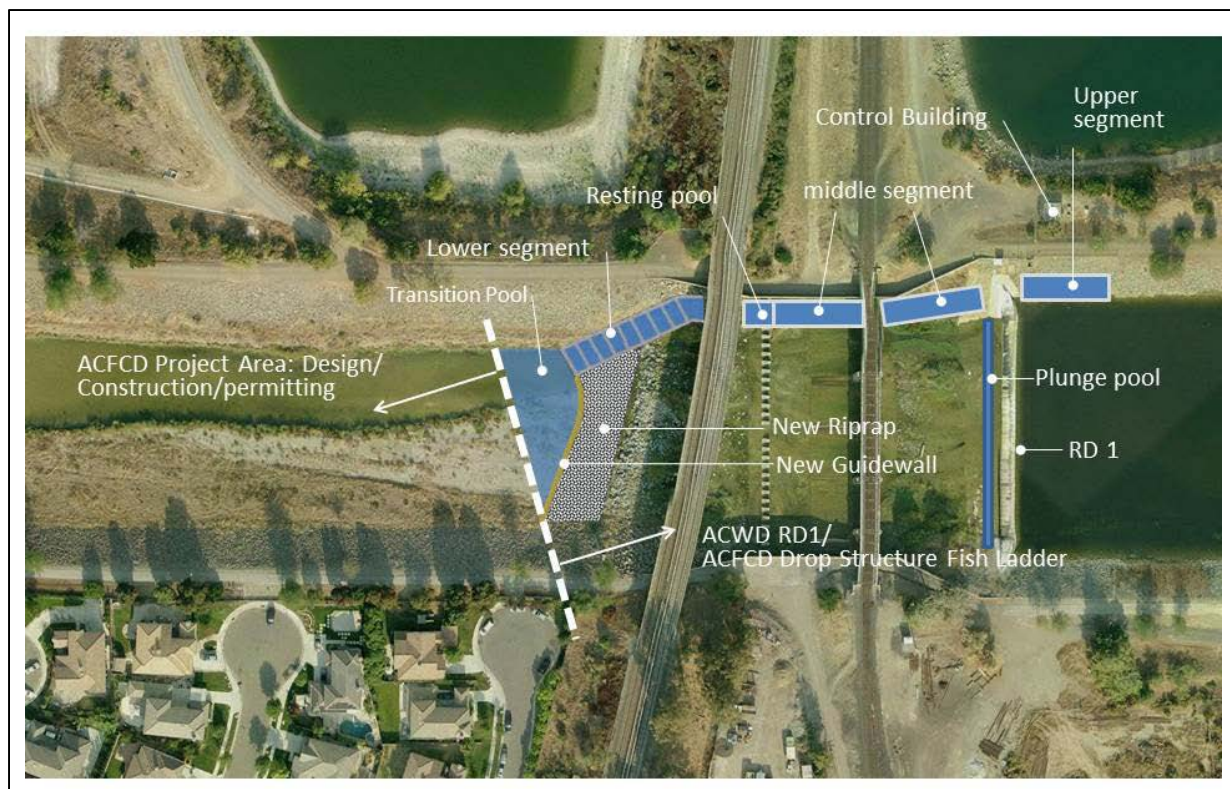 Upper
segment
Control Building
middle segment
Resting pool
Lower segment
Transition Pool
ACFCD Project Area: Design/
Construction/permitting
Plunge pool
New Riprap
RD 1
New Guidewall
ACWD RD1/
ACFCD Drop Structure Fish Ladder